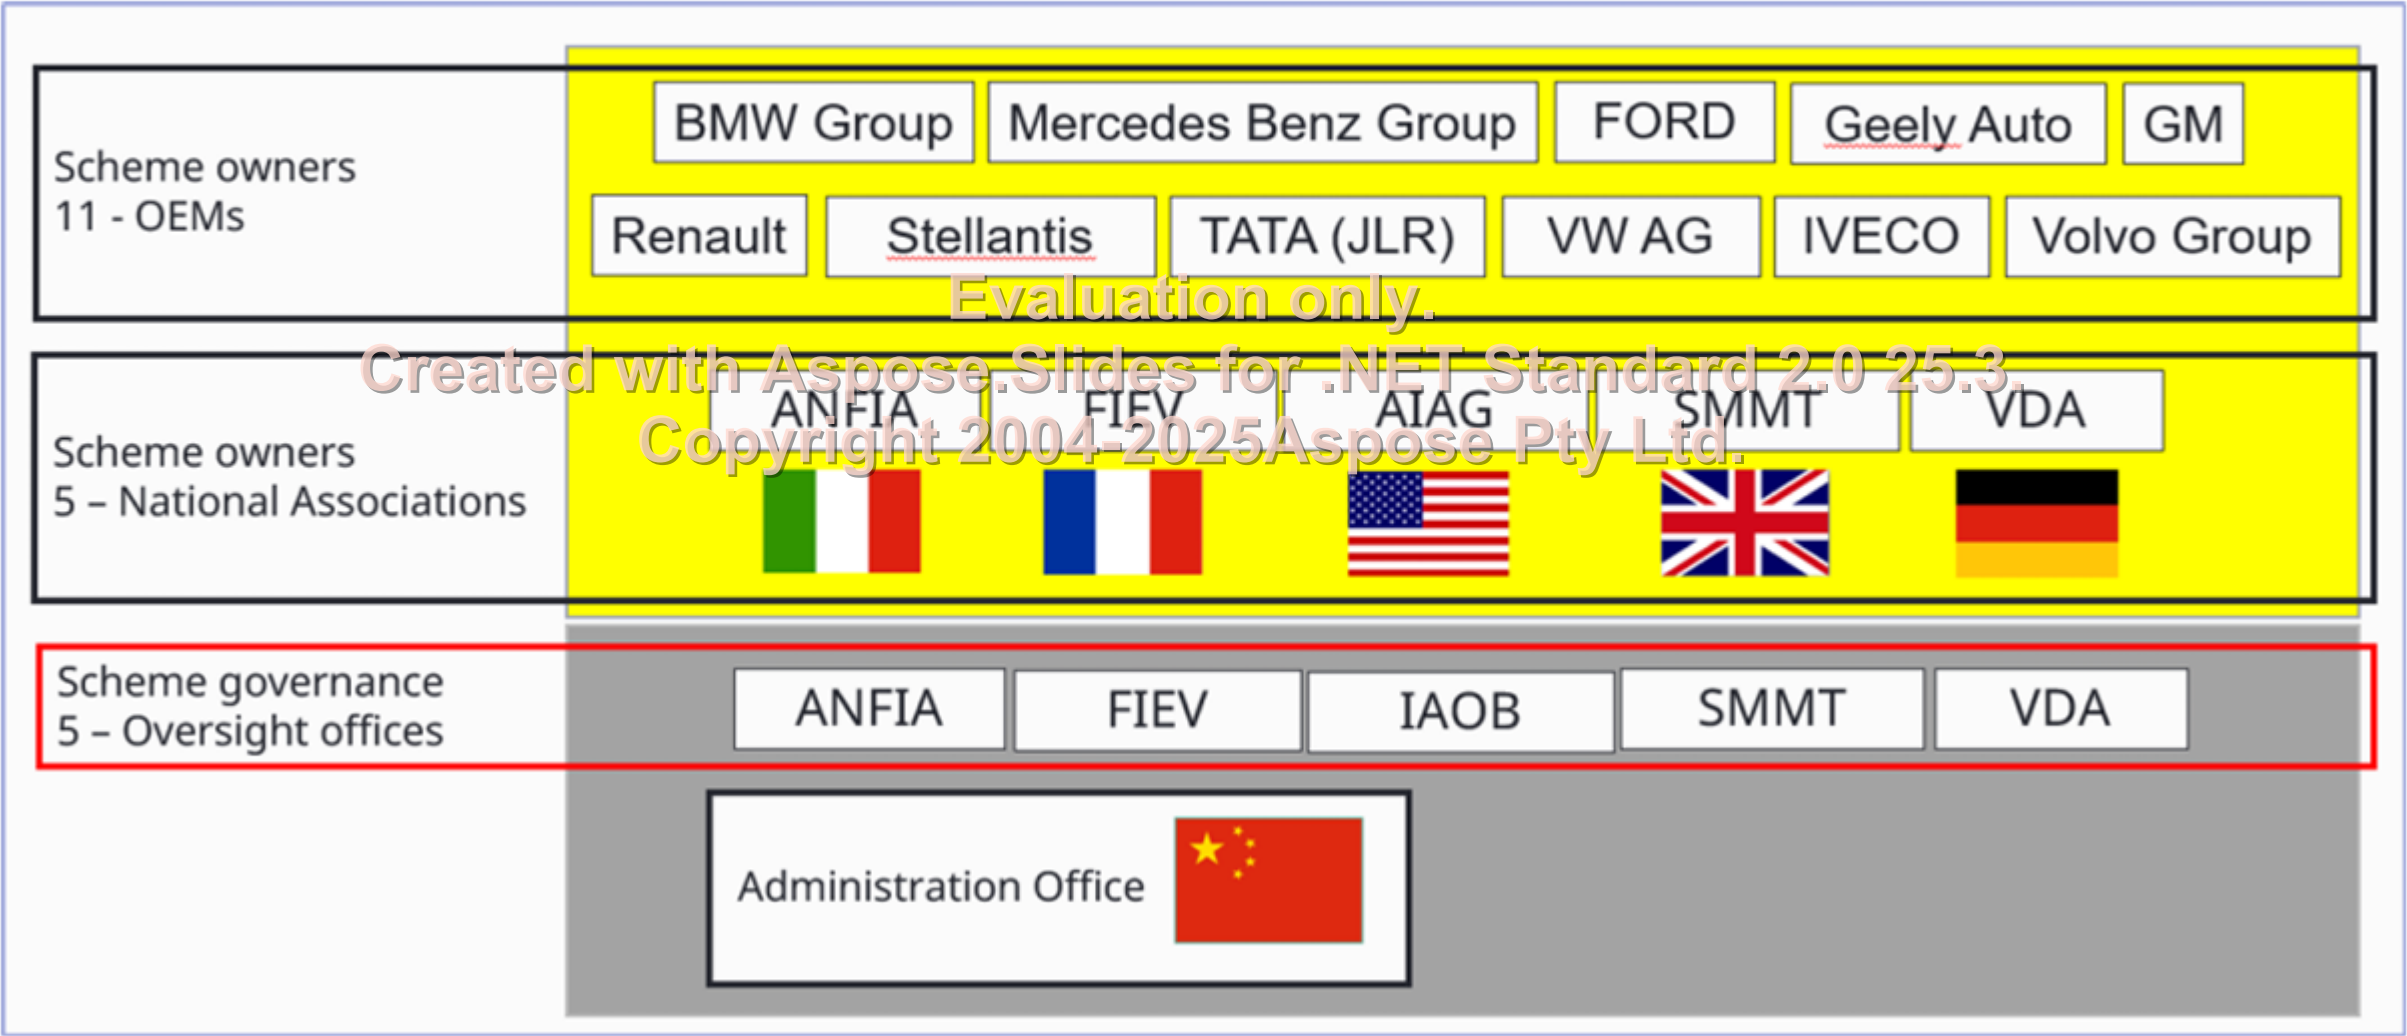 BMW Group Mercedes Benz Group FORD Geely Auto GM
Scheme owners
11 - OEMs
Renault Stellantis TATA (JLR) VW AG IVECO Volvo Group
Evaluation only.
Created with Aspose.Slides for .NET Standard 2.0 25.3.
ANFIA FIEV AIAG SMMT VDA
Copyright 2004-2025Aspose Pty Ltd.
Scheme owners
5 – National Associations
Scheme governance
5 – Oversight offices
ANFIA FIEV IAOB SMMT VDA
Administration Office